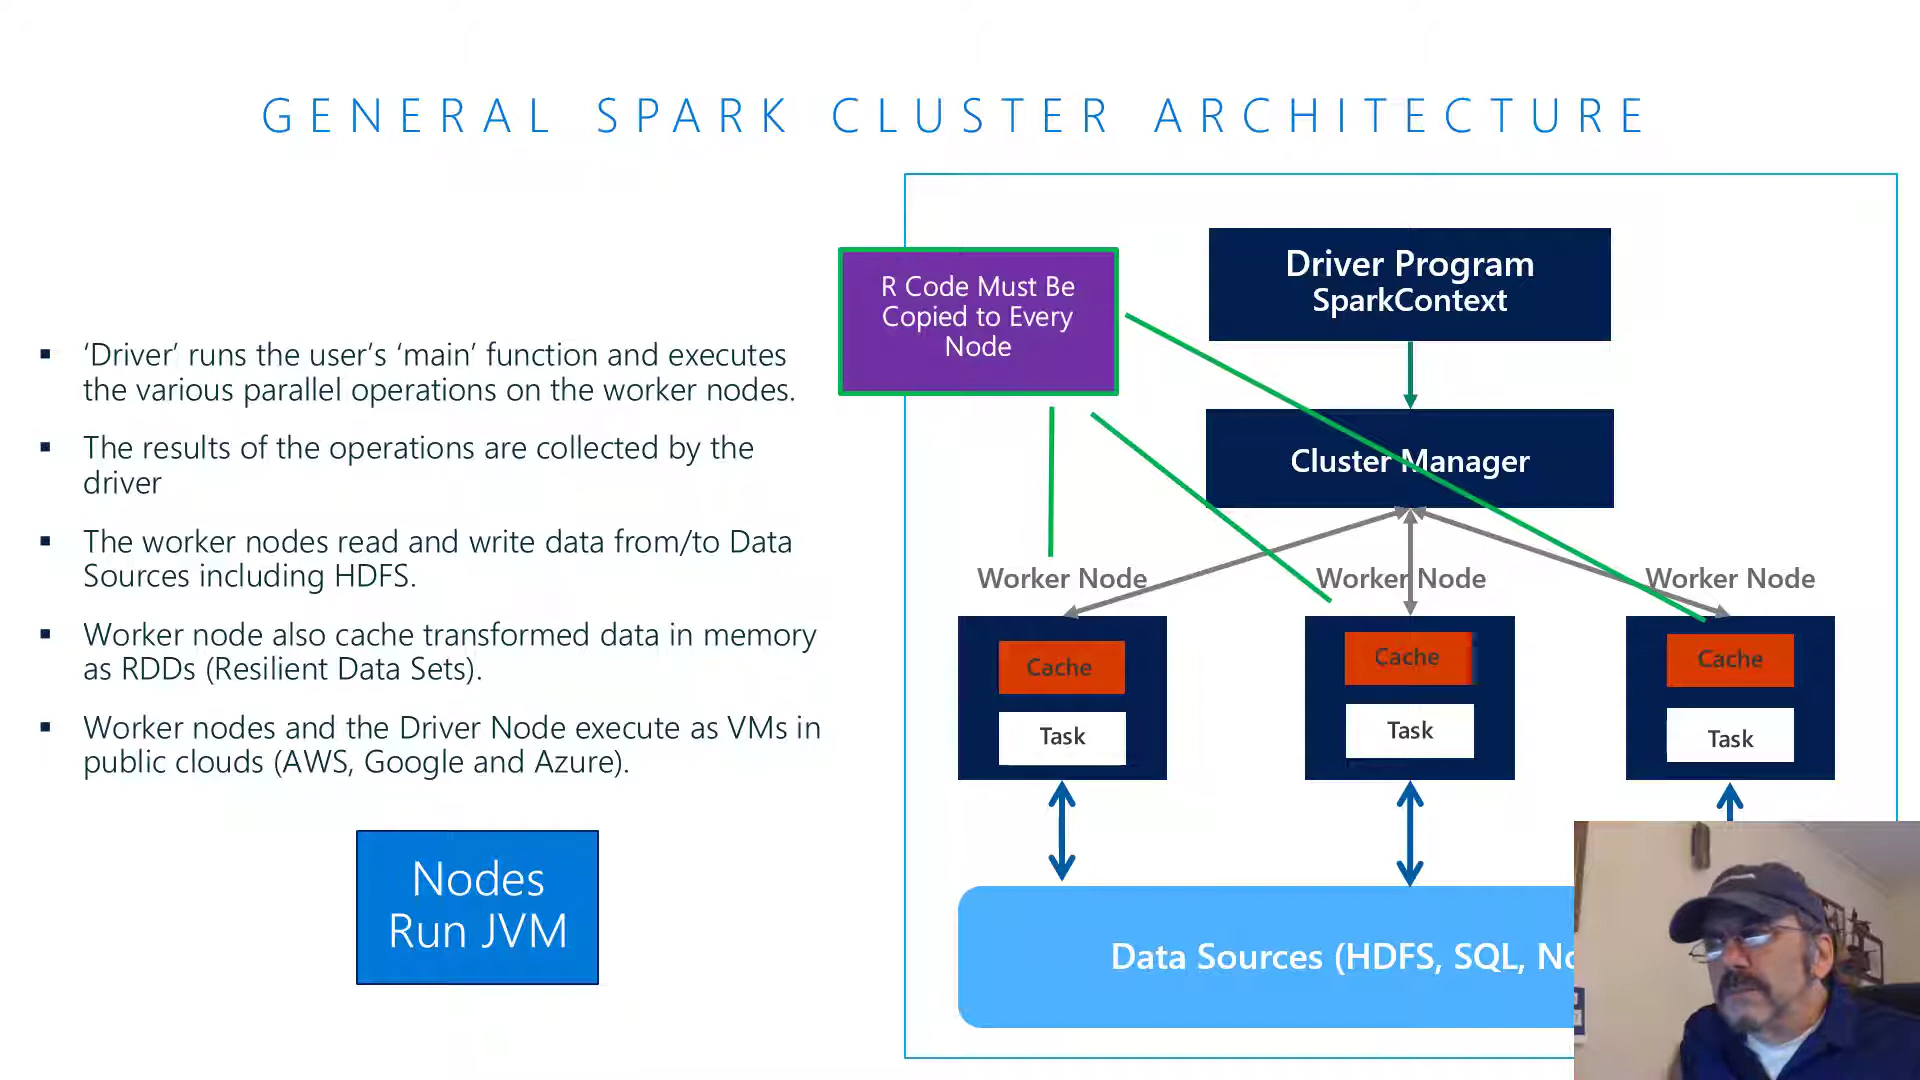 GENERAL SPARK CLUSTER ARCHITECTURE
‘Driver’ runs the user’s ‘main’ function and executes
the various parallel operations on the worker nodes.
The results of the operations are collected by the
driver
The worker nodes read and write data from/to Data
Sources including HDFS.
Worker node also cache transformed data in memory
as RDDs (Resilient Data Sets).
Worker nodes and the Driver Node execute as VMs in
public clouds (AWS, Google and Azure).
Nodes
Run JVM
R Code Must Be
Copied to Every
Node
Driver Program
SparkContext
Cluster Manager
Worker Node
Worker Node
Worker Node
Cache
Task
Cache
Task
Cache
Task
Data Sources (HDFS, SQL,